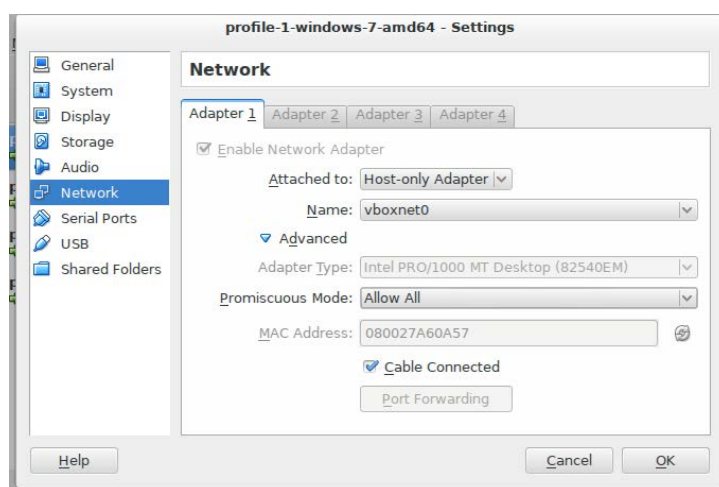 profile-1-windows-7-amd64 - Settings
General
System
Display
Storage
Audio
Network
Serial Ports
USB
Shared Folders
Network
Adapter 1 Adapter 2 Adapter 3 Adapter 4
Enable Network Adapter
Attached to: Host-only Adapter
Name: vboxnet0
Advanced
Adapter Type: Intel PRO/1000 MT Desktop (82540EM)
Promiscuous Mode: Allow All
MAC Address: 080027A60A57
Cable Connected
Port Forwarding
Help Cancel OK